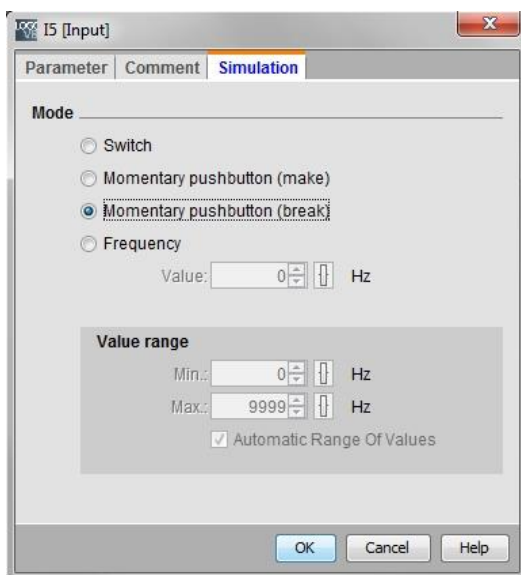 I5 [Input]
Parameter Comment Simulation
Mode
Switch
Momentary pushbutton (make)
Momentary pushbutton (break)
Frequency
Value: 0 Hz
Value range
Min.: 0 Hz
Max.: 9999 Hz
Automatic Range Of Values
OK Cancel Help